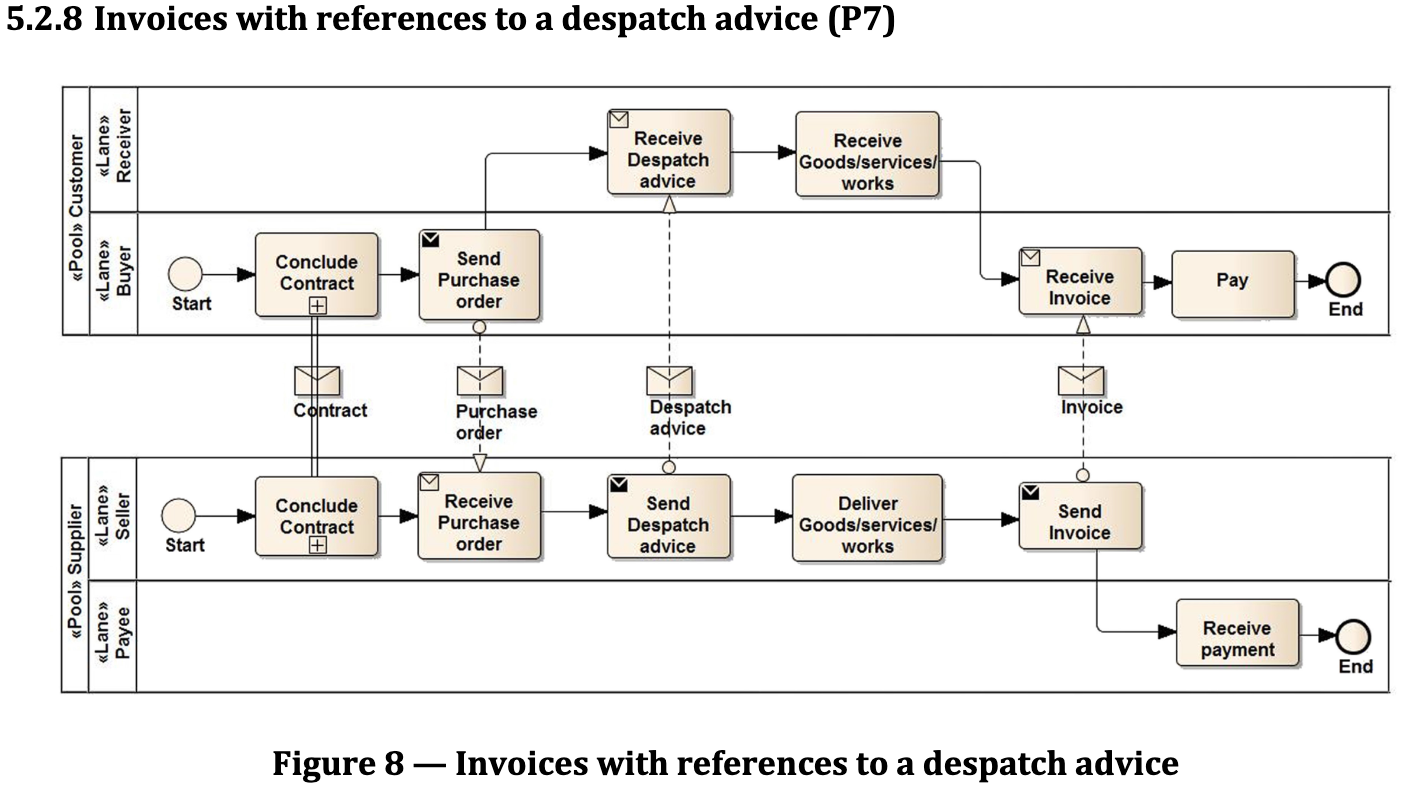 5.2.8 Invoices with references to a despatch advice (P7)
«Pool» Customer
«Lane»
Receiver
Receive
Despatch
advice
Receive
Goods/services/
works
«Lane»
Buyer
Start
Conclude
Contract
Send
Purchase
order
Receive
Invoice
Pay
End
Contract
Purchase
order
Despatch
advice
Invoice
«Pool» Supplier
«Lane»
Seller
Start
Conclude
Contract
Receive
Purchase
order
Send
Despatch
advice
Deliver
Goods/services/
works
Send
Invoice
«Lane»
Payee
Receive
payment
End
Figure 8 — Invoices with references to a despatch advice